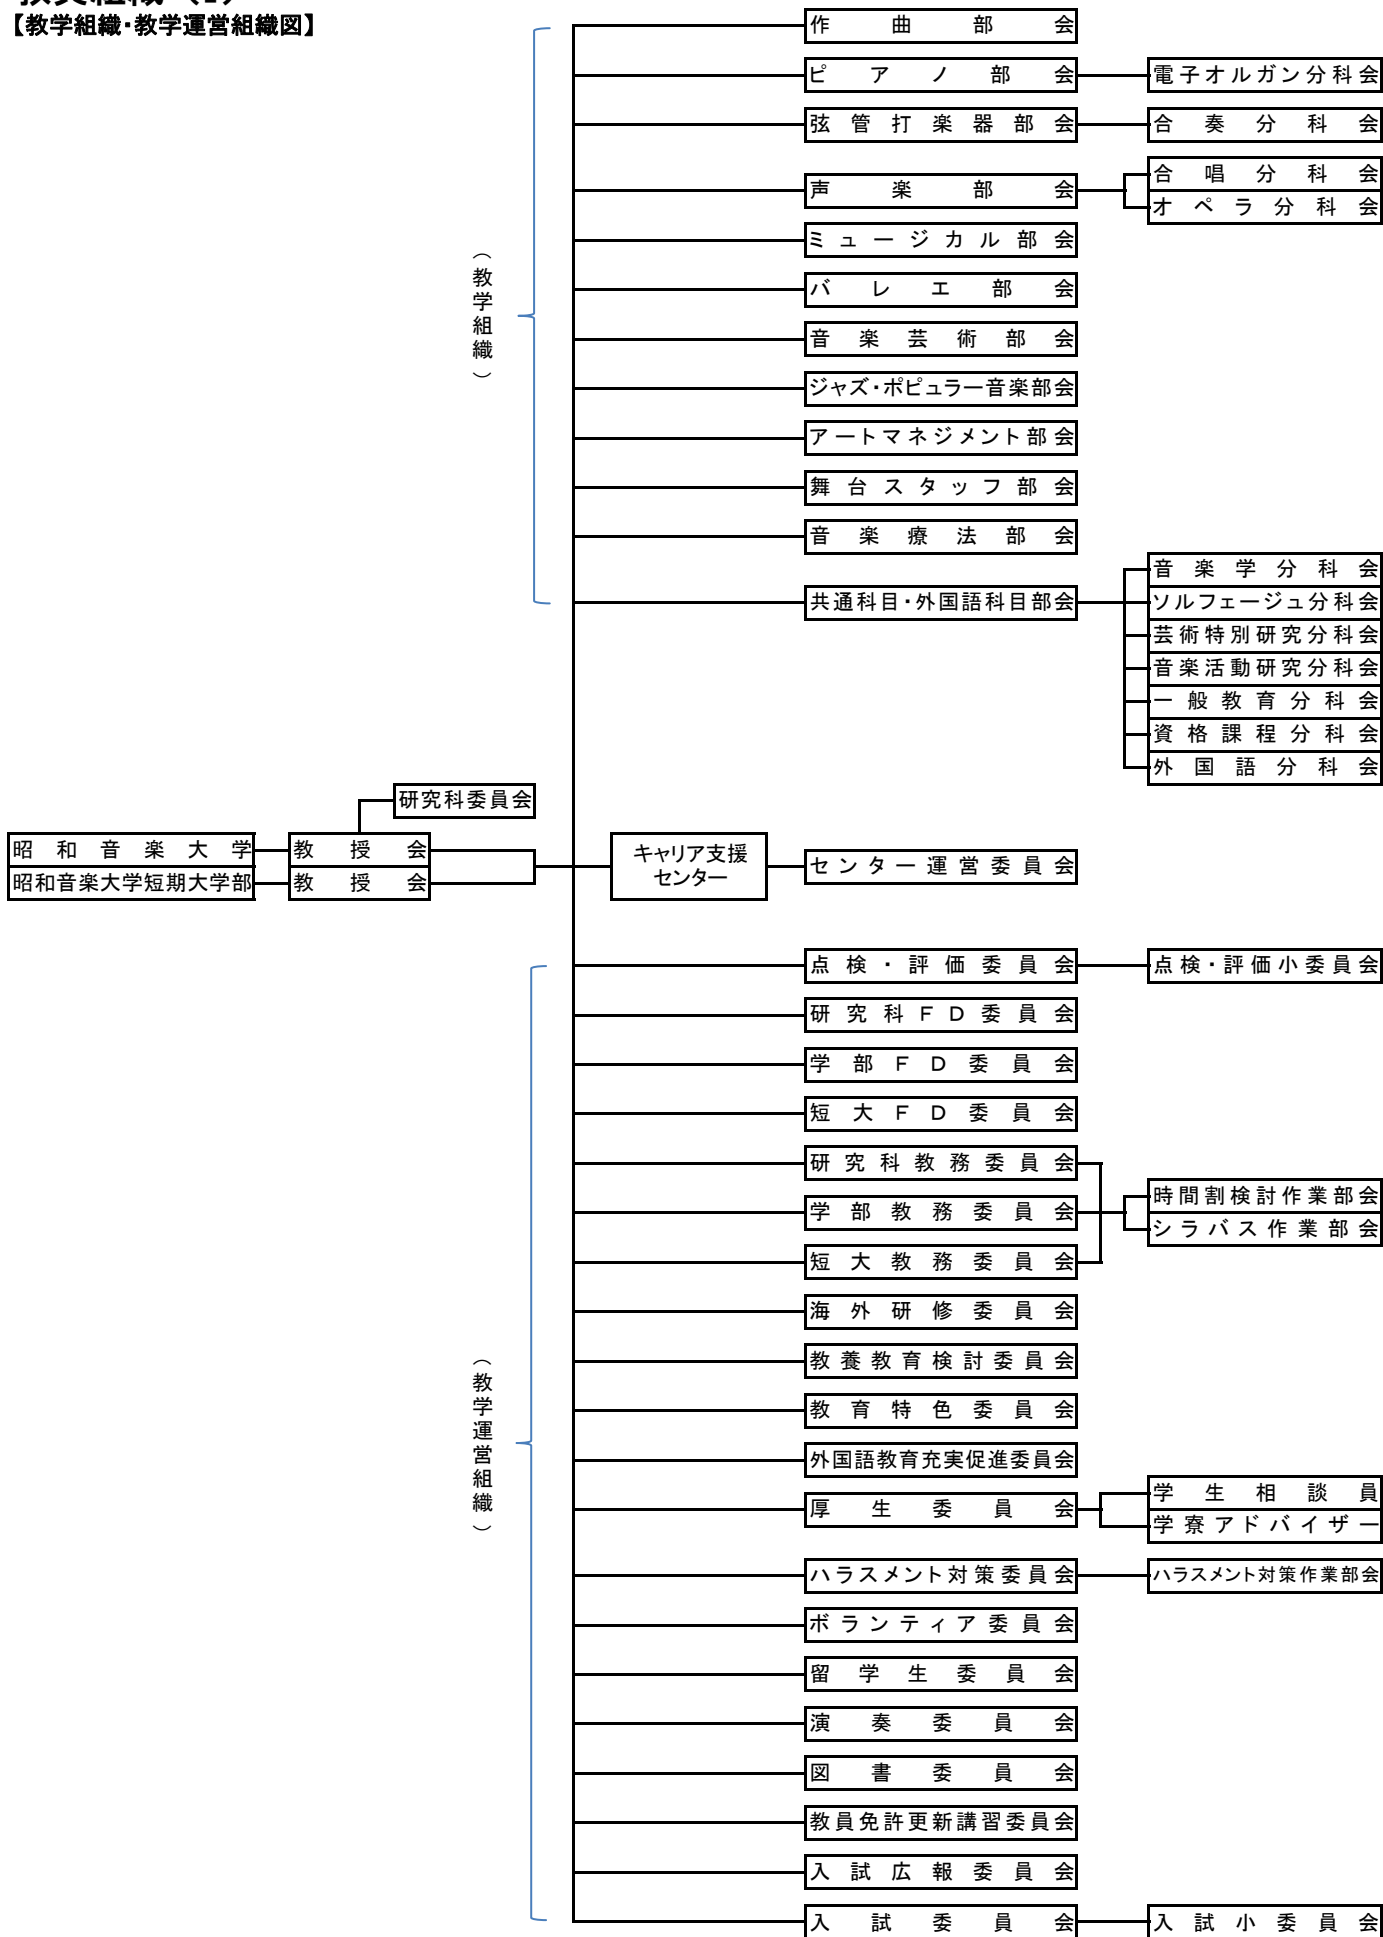 【教学組織・教学運営組織図】
作曲部会
ピアノ部会
電子オルガン分科会
弦管打楽器部会
合奏分科会
声楽部会
合唱分科会
オペラ分科会
ミュージカル部会
バレエ部会
音楽芸術部会
ジャズ・ポピュラー音楽部会
アートマネジメント部会
舞台スタッフ部会
音楽療法部会
共通科目・外国語科目部会
音楽学分科会
ソルフェージュ分科会
芸術特別研究分科会
音楽活動研究分科会
一般教育分科会
資格課程分科会
外国語分科会
（教学組織）
研究科委員会
昭和音楽大学
教授会
昭和音楽大学短期大学部
教授会
キャリア支援
センター
センター運営委員会
（教学運営組織）
点検・評価委員会
点検・評価小委員会
研究科ＦＤ委員会
学部ＦＤ委員会
短大ＦＤ委員会
研究科教務委員会
学部教務委員会
短大教務委員会
時間割検討作業部会
シラバス作業部会
海外研修委員会
教養教育検討委員会
教育特色委員会
外国語教育充実促進委員会
厚生委員会
学生相談員
学寮アドバイザー
ハラスメント対策委員会
ハラスメント対策作業部会
ボランティア委員会
留学生委員会
演奏委員会
図書委員会
教員免許更新講習委員会
入試広報委員会
入試委員会
入試小委員会